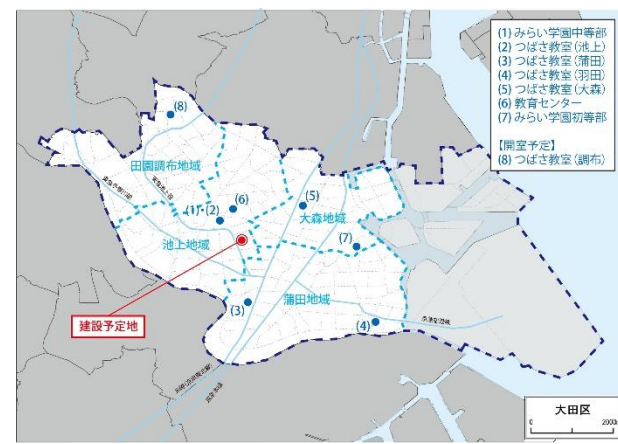 (1) みらい学園中等部
(2) つばさ教室(池上)
(3) つばさ教室(蒲田)
(4) つばさ教室(羽田)
(5) つばさ教室(大森)
(6) 教育センター
(7) みらい学園初等部
【開室予定】
(8) つばさ教室(調布)
(8)
田園調布地域
(1)・(2)
(6)
(5)
大森地域
池上地域
(7)
蒲田地域
(3)
(4)
建設予定地
大田区
0
2000m